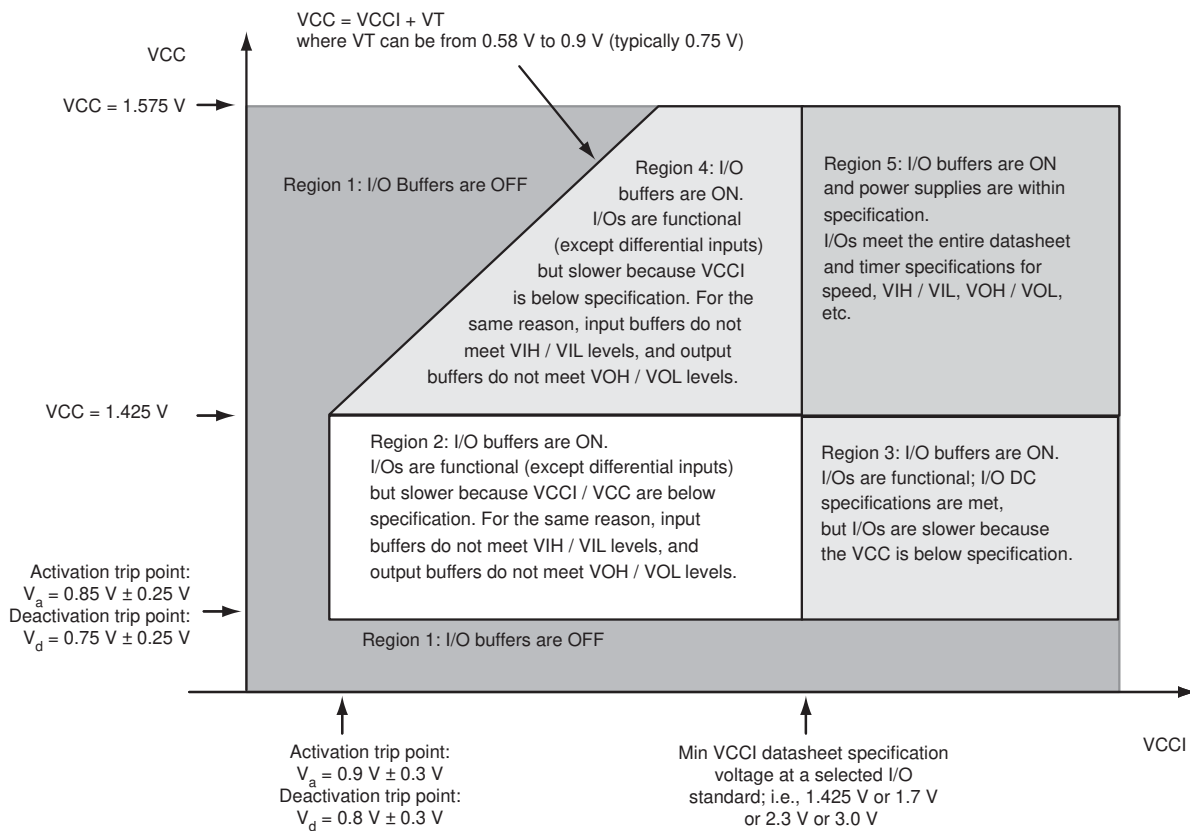 VCC = VCCI + VT
where VT can be from 0.58 V to 0.9 V (typically 0.75 V)
VCC
VCC = 1.575 V
Region 1: I/O Buffers are OFF
Region 4: I/O
buffers are ON.
I/Os are functional
(except differential inputs)
but slower because VCCI
is below specification. For the
same reason, input buffers do not
meet VIH / VIL levels, and output
buffers do not meet VOH / VOL levels.
Region 5: I/O buffers are ON
and power supplies are within
specification.
I/Os meet the entire datasheet
and timer specifications for
speed, VIH / VIL, VOH / VOL,
etc.
VCC = 1.425 V
Region 2: I/O buffers are ON.
I/Os are functional (except differential inputs)
but slower because VCCI / VCC are below
specification. For the same reason, input
buffers do not meet VIH / VIL levels, and
output buffers do not meet VOH / VOL levels.
Region 3: I/O buffers are ON.
I/Os are functional; I/O DC
specifications are met,
but I/Os are slower because
the VCC is below specification.
Activation trip point:
Va = 0.85 V ± 0.25 V
Deactivation trip point:
Vd = 0.75 V ± 0.25 V
Region 1: I/O buffers are OFF
VCCI
Activation trip point:
Va = 0.9 V ± 0.3 V
Deactivation trip point:
Vd = 0.8 V ± 0.3 V
Min VCCI datasheet specification
voltage at a selected I/O
standard; i.e., 1.425 V or 1.7 V
or 2.3 V or 3.0 V